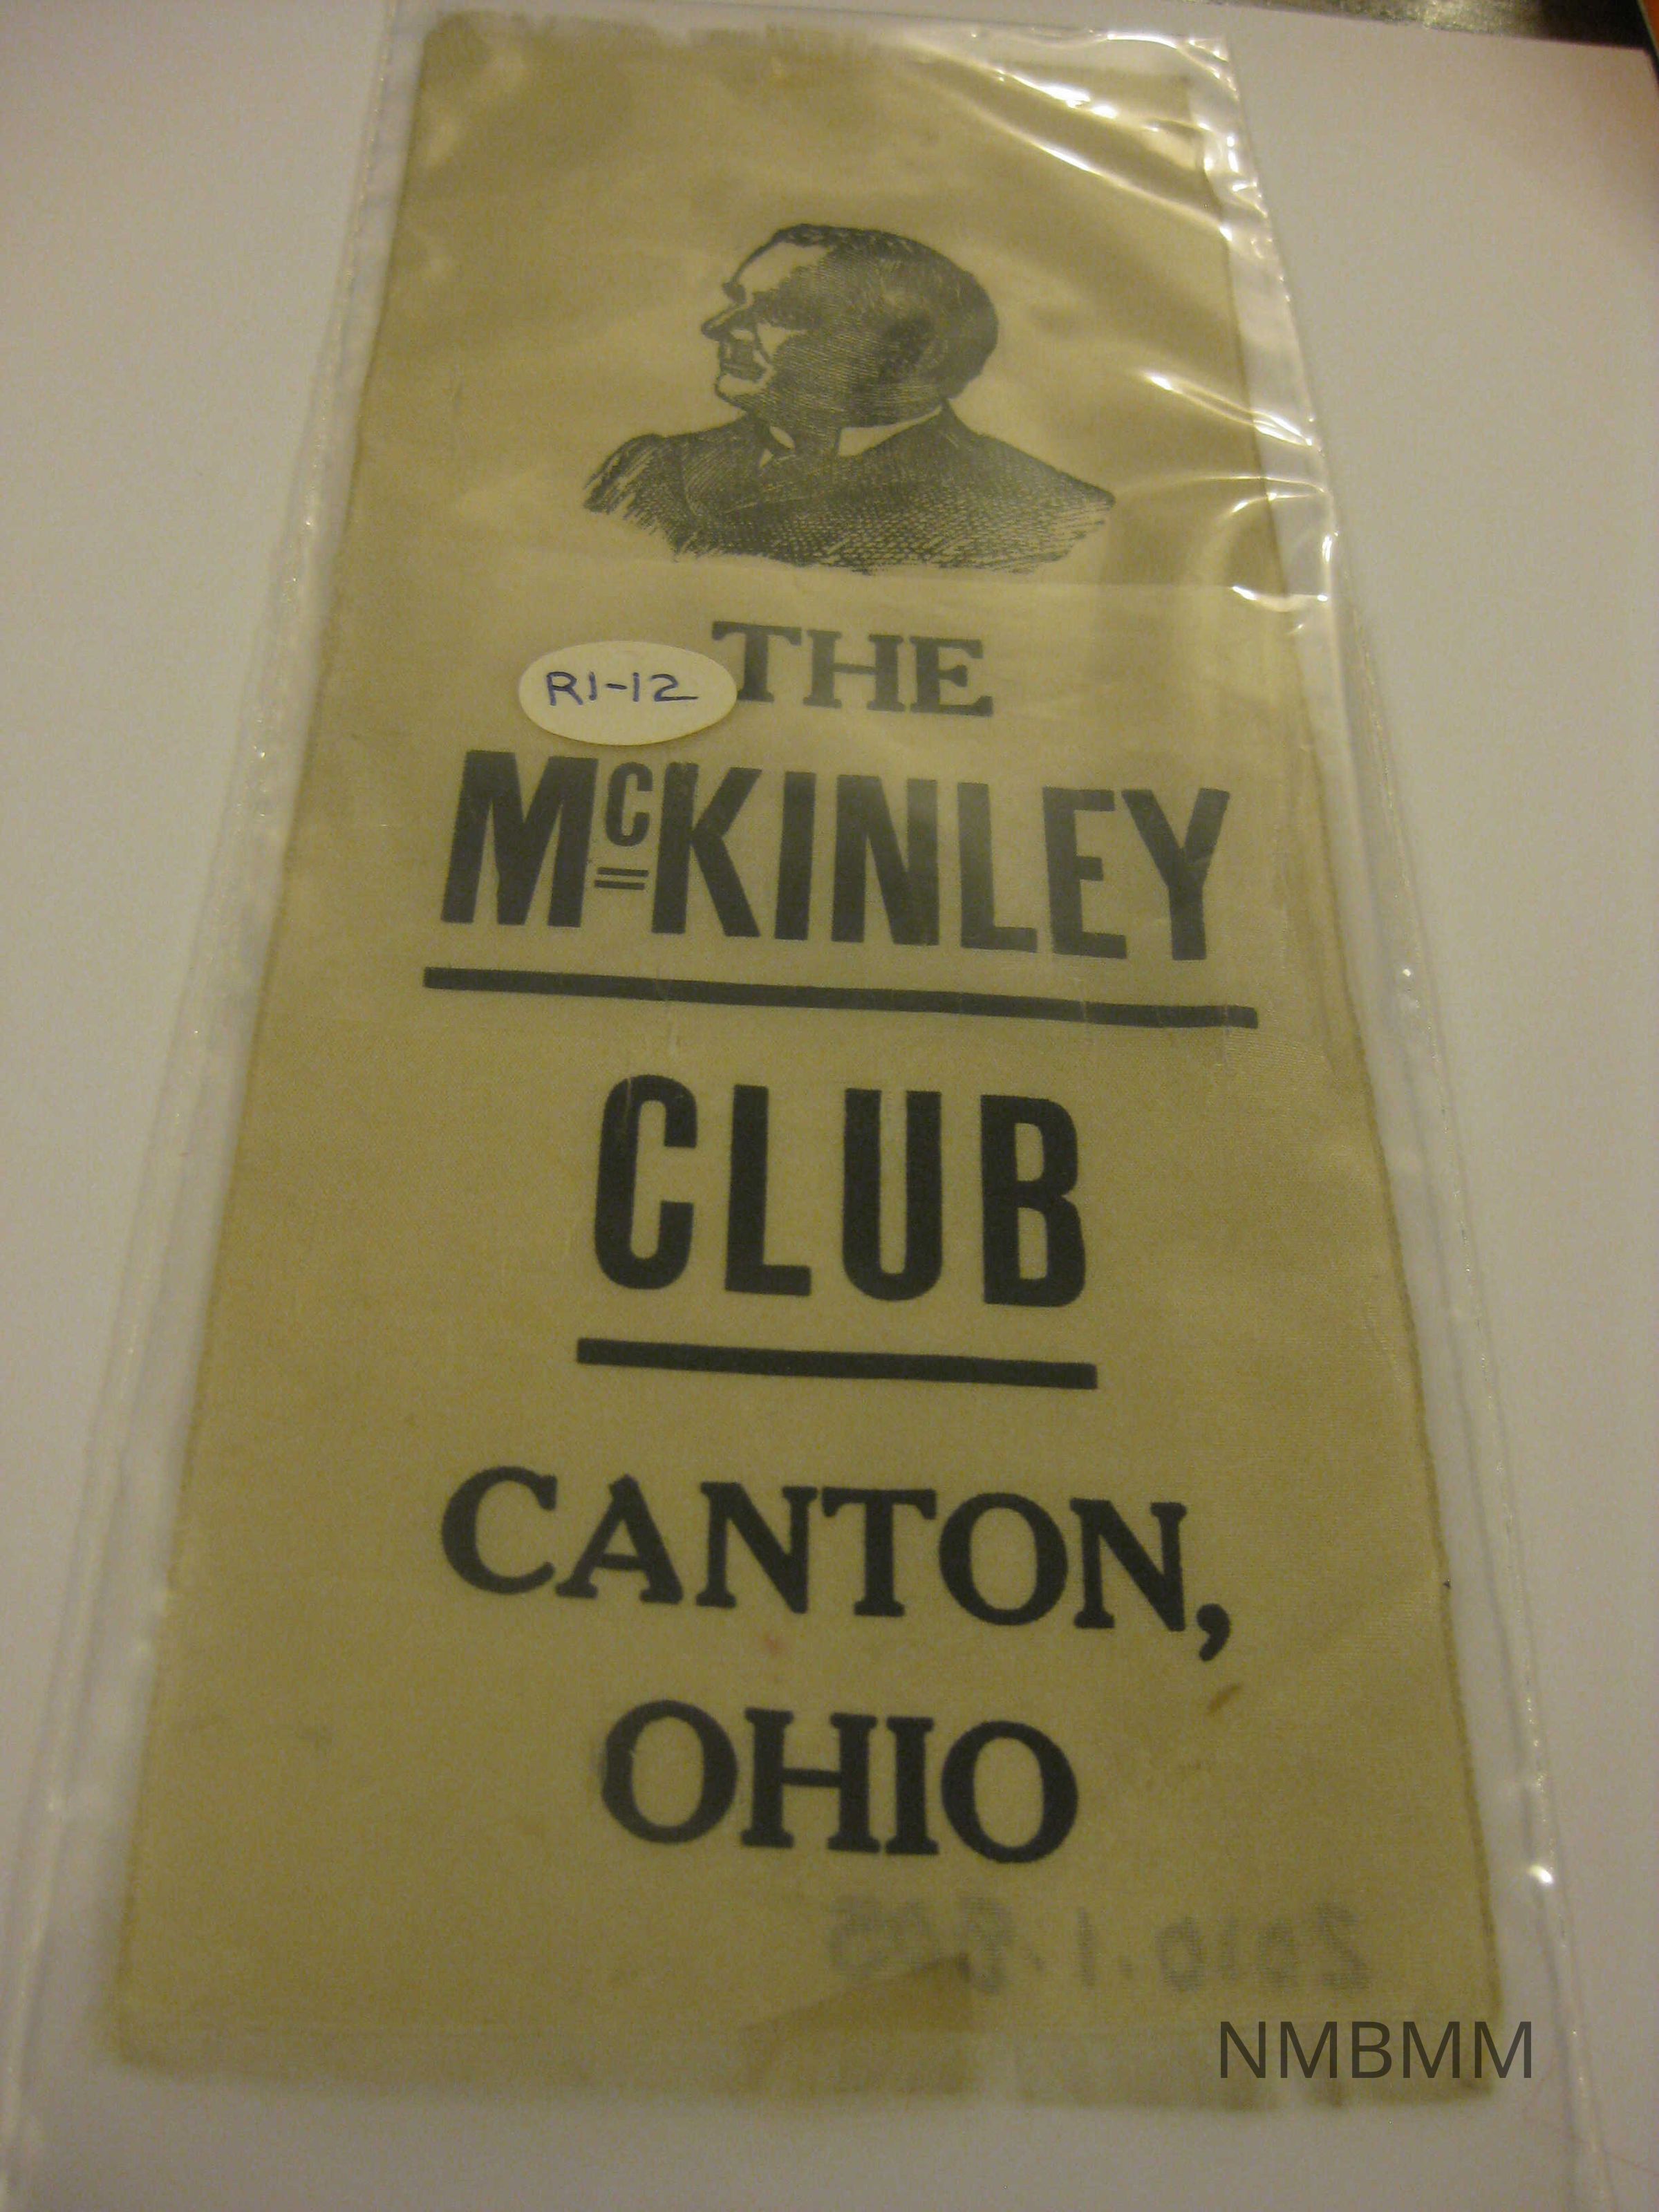 THE
R1-12
McKINLEY
CLUB
CANTON,
OHIO
NMBMM